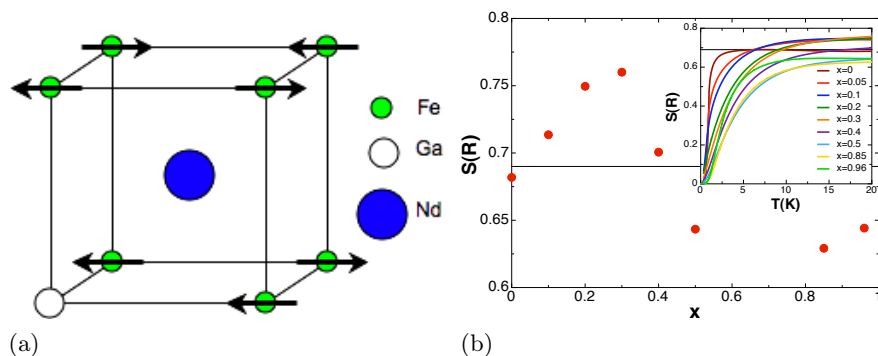 Fe
Ga
Nd
(a)
0.8
0.75
0.7
0.65
0.6
S(R)
0 0.2 0.4 0.6 0.8 1
x
0.8
0.6
0.4
0.2
0
S(R)
0 5 10 15 20
T(K)
x=0
x=0.05
x=0.1
x=0.2
x=0.3
x=0.4
x=0.5
x=0.85
x=0.96
(b)